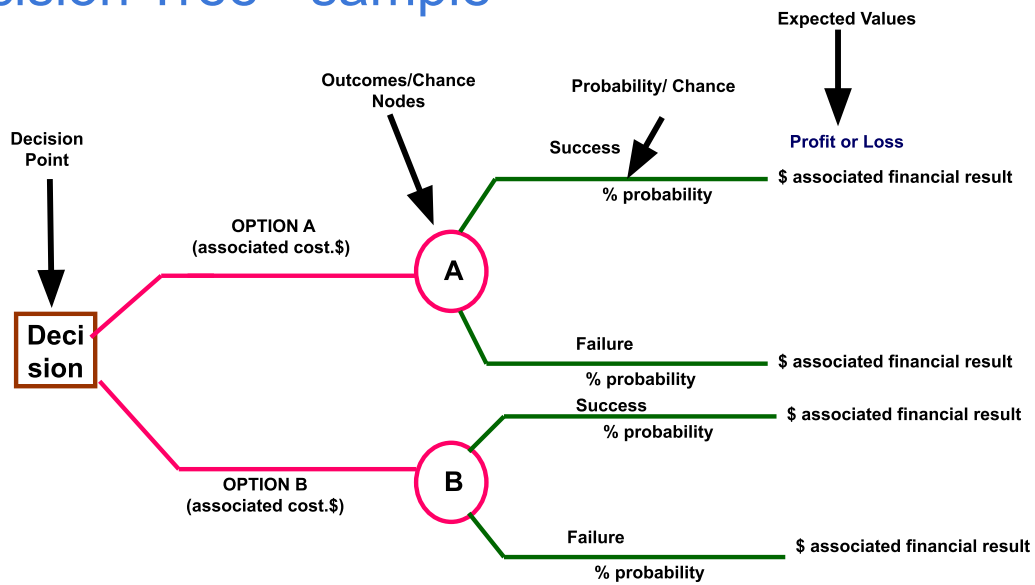 Expected Values
Outcomes/Chance
Nodes
Probability/ Chance
Decision
Point
Success
Profit or Loss
$ associated financial result
% probability
OPTION A
(associated cost.$)
A
Deci
sion
Failure
$ associated financial result
% probability
Success
$ associated financial result
% probability
B
OPTION B
(associated cost.$)
Failure
$ associated financial result
% probability